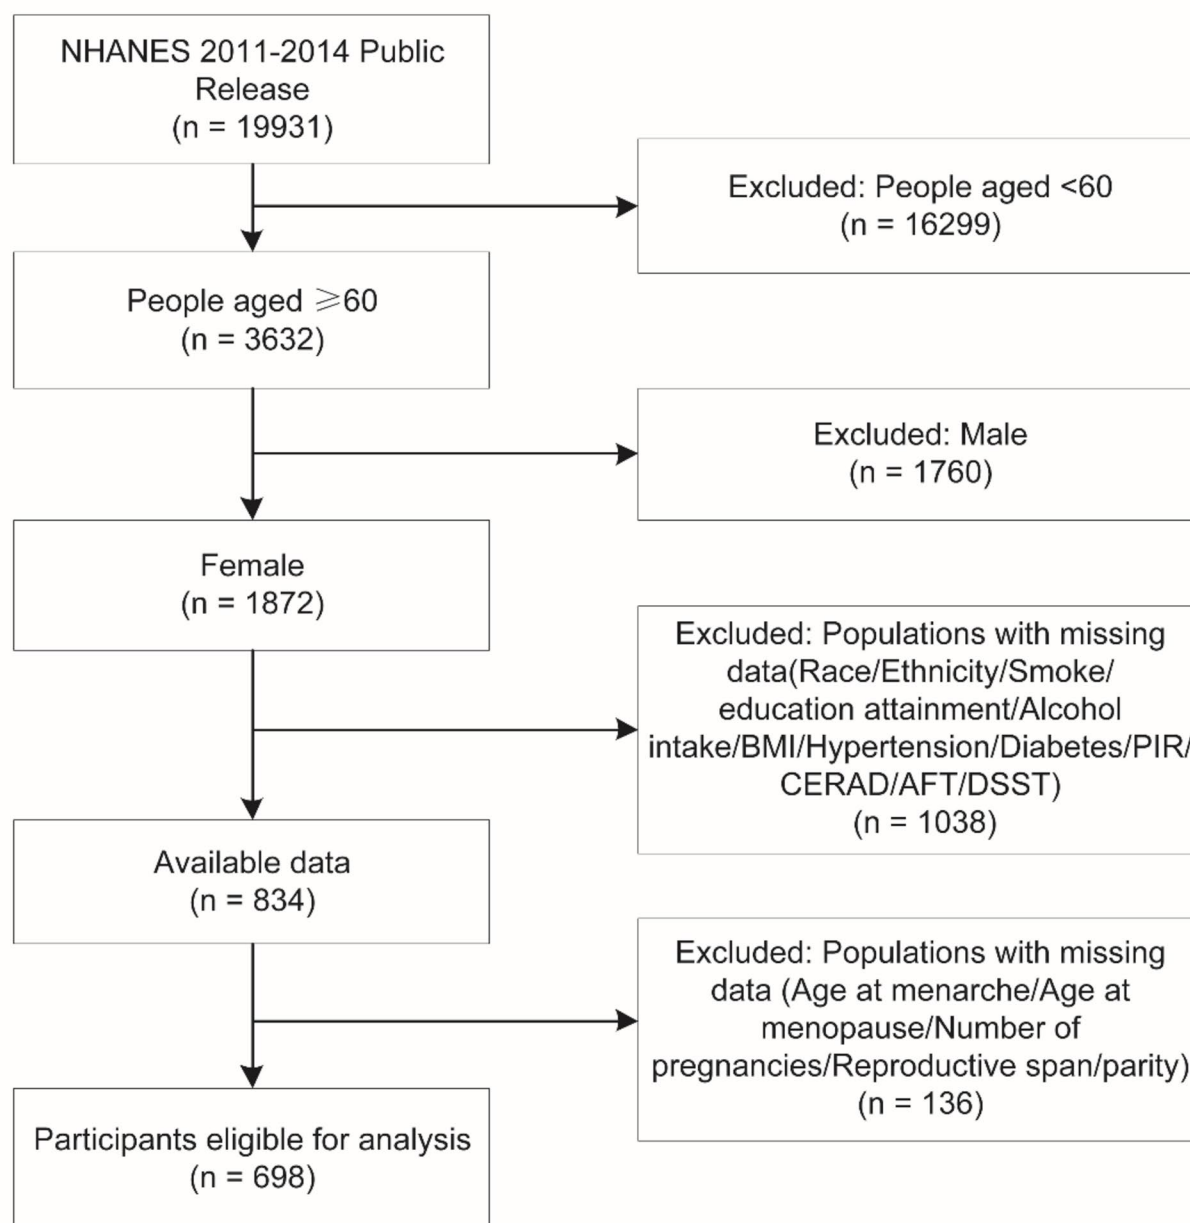 NHANES 2011-2014 Public
Release
(n = 19931)
Excluded: People aged <60
(n = 16299)
People aged ⩾60
(n = 3632)
Excluded: Male
(n = 1760)
Female
(n = 1872)
Excluded: Populations with missing
data(Race/Ethnicity/Smoke/
education attainment/Alcohol
intake/BMI/Hypertension/Diabetes/PIR/
CERAD/AFT/DSST)
(n = 1038)
Available data
(n = 834)
Excluded: Populations with missing
data (Age at menarche/Age at
menopause/Number of
pregnancies/Reproductive span/parity)
(n = 136)
Participants eligible for analysis
(n = 698)